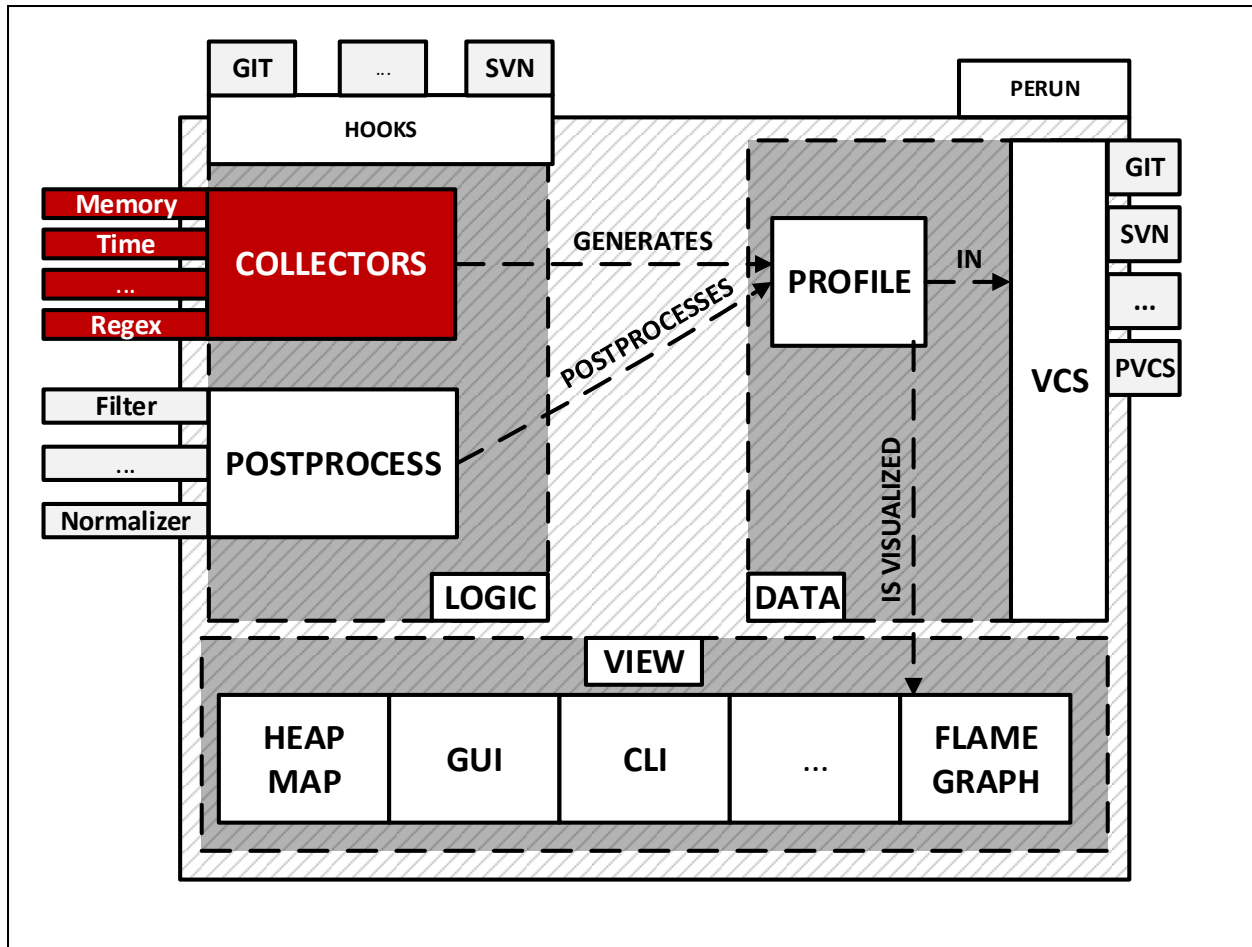 GIT
...
SVN
HOOKS
PERUN
Memory
Time
...
Regex
COLLECTORS
GENERATES
POSTPROCESSES
PROFILE
IN
VCS
GIT
SVN
...
PVCS
Filter
...
Normalizer
POSTPROCESS
IS VISUALIZED
LOGIC
DATA
VIEW
HEAP
MAP
GUI
CLI
...
FLAME
GRAPH